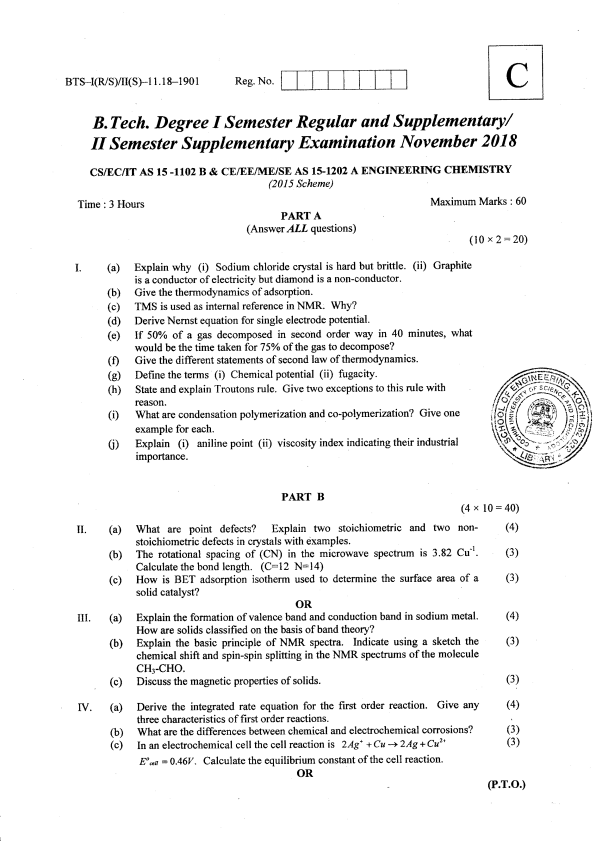 BTS–I(R/S)/II(S)–11.18–1901 Reg. No.
C
B.Tech. Degree I Semester Regular and Supplementary/
II Semester Supplementary Examination November 2018
CS/EC/IT AS 15 -1102 B & CE/EE/ME/SE AS 15-1202 A ENGINEERING CHEMISTRY
(2015 Scheme)
Time : 3 Hours Maximum Marks : 60
PART A
(Answer ALL questions)
(10 × 2 = 20)
I. (a) Explain why (i) Sodium chloride crystal is hard but brittle. (ii) Graphite
is a conductor of electricity but diamond is a non-conductor.
(b) Give the thermodynamics of adsorption.
(c) TMS is used as internal reference in NMR. Why?
(d) Derive Nernst equation for single electrode potential.
(e) If 50% of a gas decomposed in second order way in 40 minutes, what
would be the time taken for 75% of the gas to decompose?
(f) Give the different statements of second law of thermodynamics.
(g) Define the terms (i) Chemical potential (ii) fugacity.
(h) State and explain Troutons rule. Give two exceptions to this rule with
reason.
(i) What are condensation polymerization and co-polymerization? Give one
example for each.
(j) Explain (i) aniline point (ii) viscosity index indicating their industrial
importance.
SCHOOL OF ENGINEERING, KOCHI-682 022
COCHIN UNIVERSITY OF SCIENCE AND TECHNOLOGY
LIBRARY
PART B
(4 × 10 = 40)
II. (a) What are point defects? Explain two stoichiometric and two non- (4)
stoichiometric defects in crystals with examples.
(b) The rotational spacing of (CN) in the microwave spectrum is 3.82 Cu⁻¹. (3)
Calculate the bond length. (C=12 N=14)
(c) How is BET adsorption isotherm used to determine the surface area of a (3)
solid catalyst?
OR
III. (a) Explain the formation of valence band and conduction band in sodium metal. (4)
How are solids classified on the basis of band theory?
(b) Explain the basic principle of NMR spectra. Indicate using a sketch the (3)
chemical shift and spin-spin splitting in the NMR spectrums of the molecule
CH₃-CHO.
(c) Discuss the magnetic properties of solids. (3)
IV. (a) Derive the integrated rate equation for the first order reaction. Give any (4)
three characteristics of first order reactions.
(b) What are the differences between chemical and electrochemical corrosions? (3)
(c) In an electrochemical cell the cell reaction is 2Ag⁺ + Cu → 2Ag + Cu²⁺ (3)
E°cell = 0.46V. Calculate the equilibrium constant of the cell reaction.
OR
(P.T.O.)